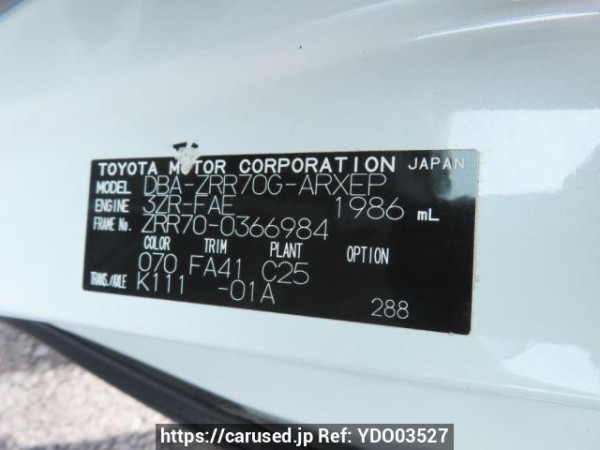 TOYOTA MOTOR CORPORATION JAPAN
MODEL DBA-ZRR70G-ARXEP
ENGINE 3ZR-FAE 1986 mL
FRAME No. ZRR70-0366984
COLOR TRIM PLANT OPTION
070 FA41 C25
TRANS./AXLE K111 -01A
288
https://carused.jp Ref: YDO03527